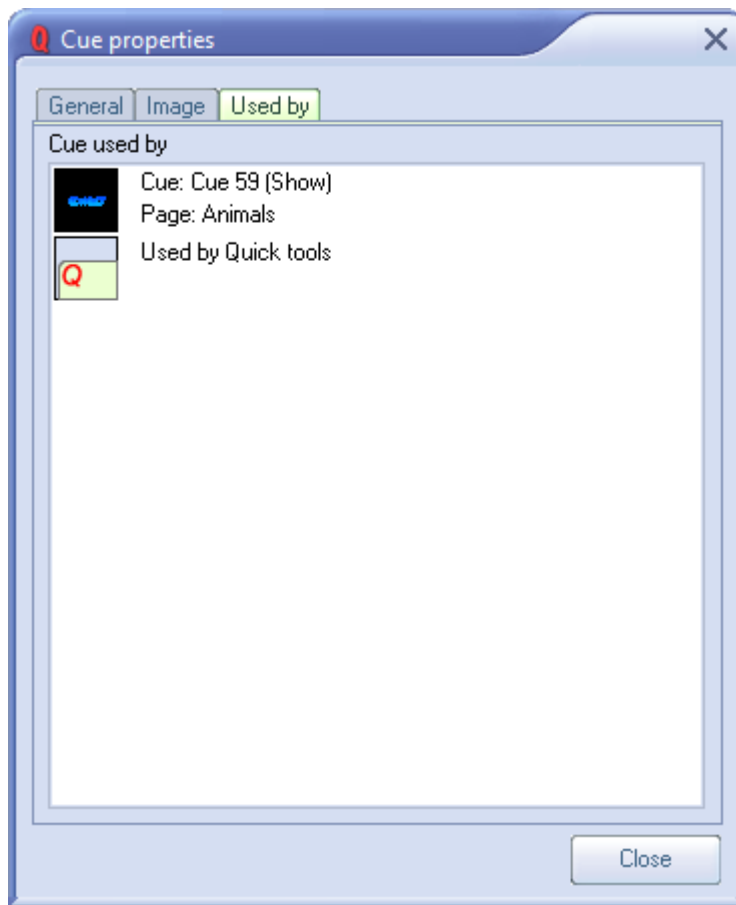 Cue properties
General Image Used by
Cue used by
Cue: Cue 59 (Show)
Page: Animals
Used by Quick tools
Q
Close